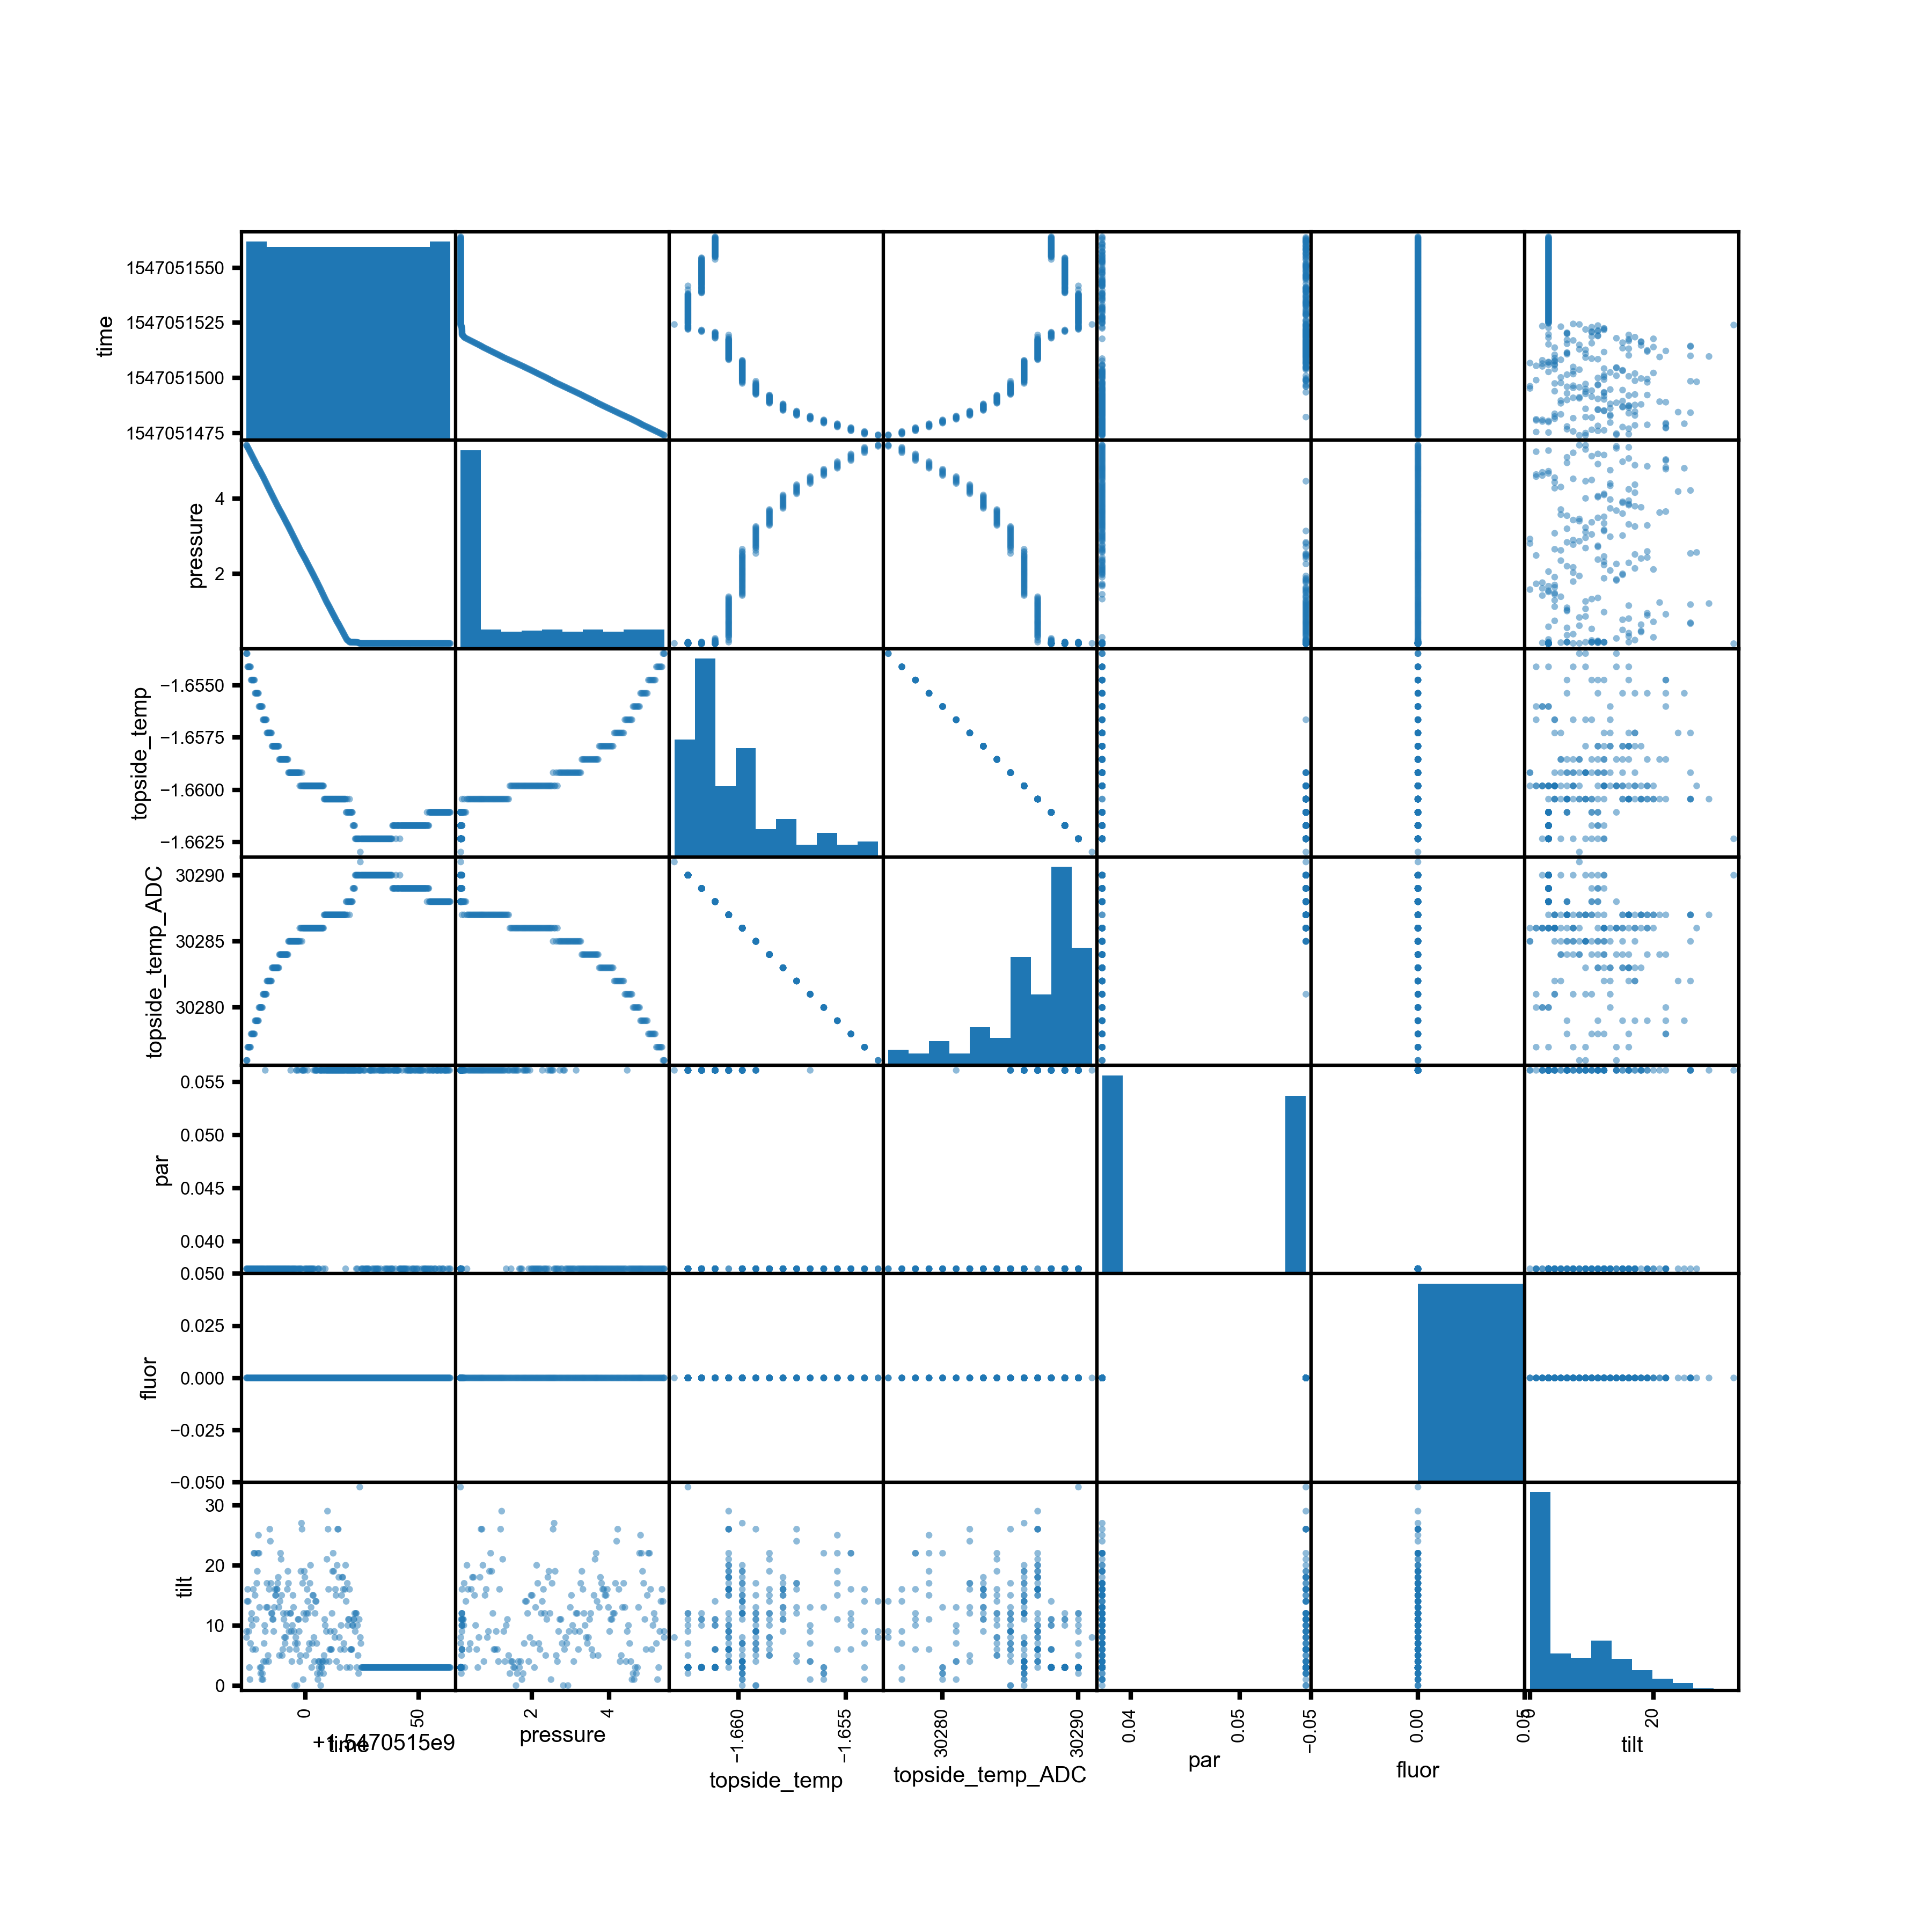 time
1547051550
1547051525
1547051500
1547051475
pressure
4
2
topside_temp
−1.6550
−1.6575
−1.6600
−1.6625
topside_temp_ADC
30290
30285
30280
par
0.055
0.050
0.045
0.040
fluor
0.050
0.025
0.000
−0.025
−0.050
tilt
30
20
10
0
0 50 2 4 −1.660 −1.655 30280 30290 0.04 0.05 −0.05 0.00 0.05 0 20
+1.5470515e9
time
pressure
topside_temp
topside_temp_ADC
par
fluor
tilt